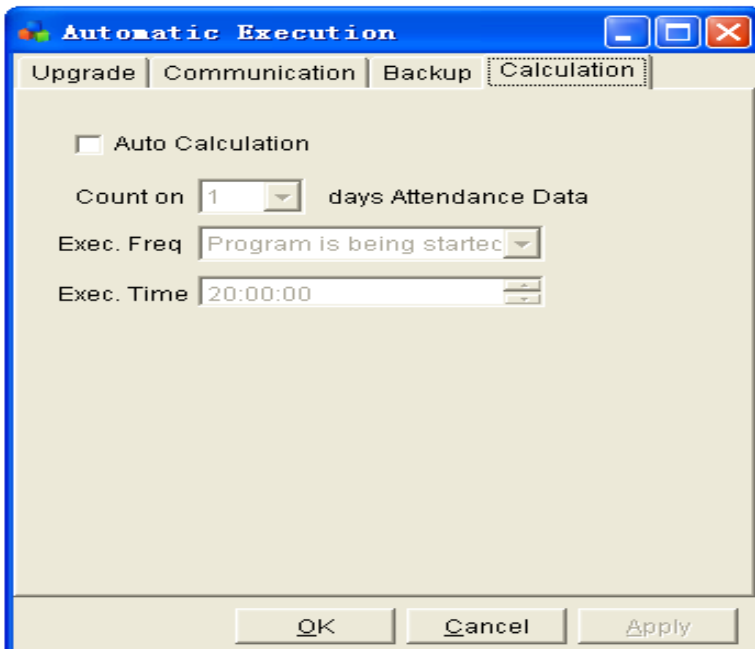 Automatic Execution
Upgrade Communication Backup Calculation
Auto Calculation
Count on 1 days Attendance Data
Exec. Freq Program is being startec
Exec. Time 20:00:00
OK Cancel Apply